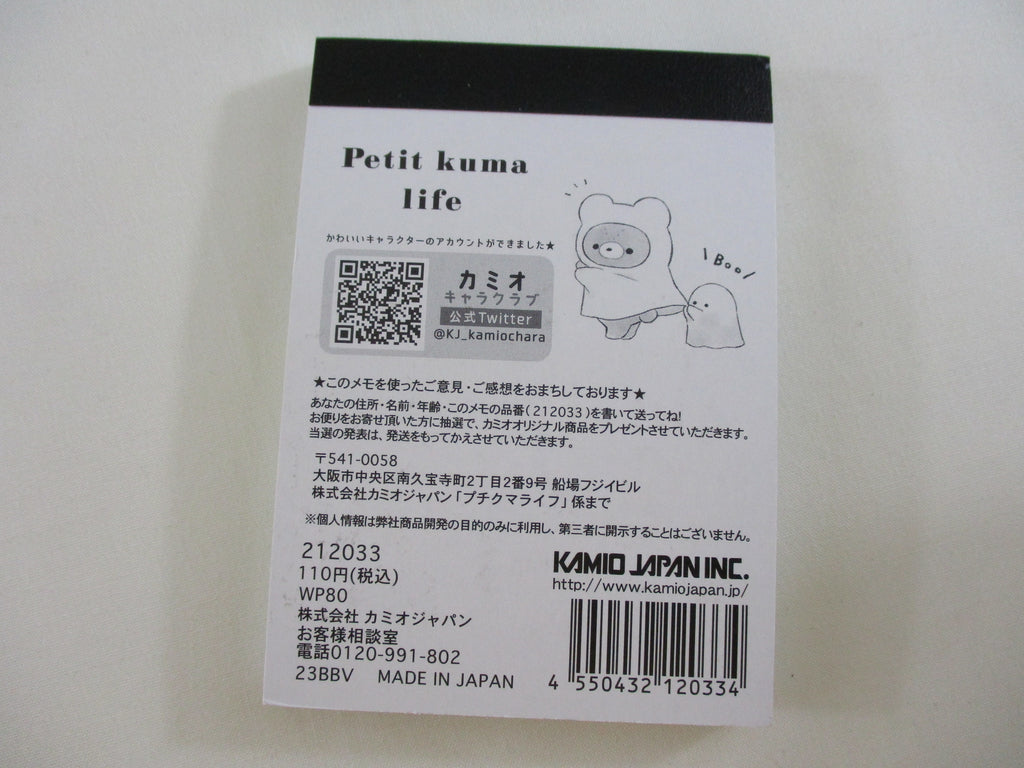 Petit kuma
life
かわいいキャラクターのアカウントができました★
カミオ
キャラクラブ
公式Twitter
@KJ_kamiochara
\ Boo /
★このメモを使ったご意見・ご感想をおまちしております★
あなたの住所・名前・年齢・このメモの品番(212033)を書いて送ってね!
お便りをお寄せ頂いた方に抽選で、カミオオリジナル商品をプレゼントさせていただきます。
当選の発表は、発送をもってかえさせていただきます。
〒541-0058
大阪市中央区南久宝寺町2丁目2番9号 船場フジイビル
株式会社カミオジャパン「プチクマライフ」係まで
※個人情報は弊社商品開発の目的のみに利用し、第三者に開示することはございません。
212033
110円(税込)
WP80
株式会社 カミオジャパン
お客様相談室
電話0120-991-802
23BBV MADE IN JAPAN
KAMIO JAPAN INC.
http://www.kamiojapan.jp/
4 550432 120334